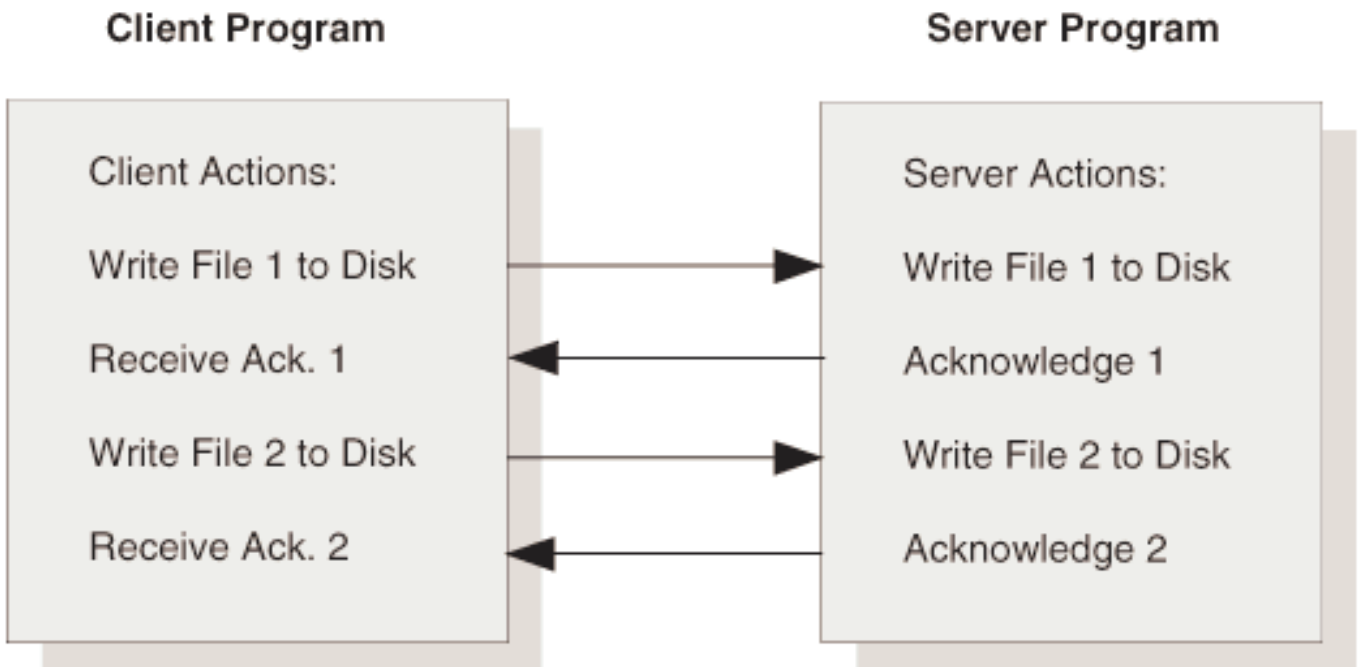 Client Program
Client Actions:
Write File 1 to Disk
Receive Ack. 1
Write File 2 to Disk
Receive Ack. 2
Server Program
Server Actions:
Write File 1 to Disk
Acknowledge 1
Write File 2 to Disk
Acknowledge 2